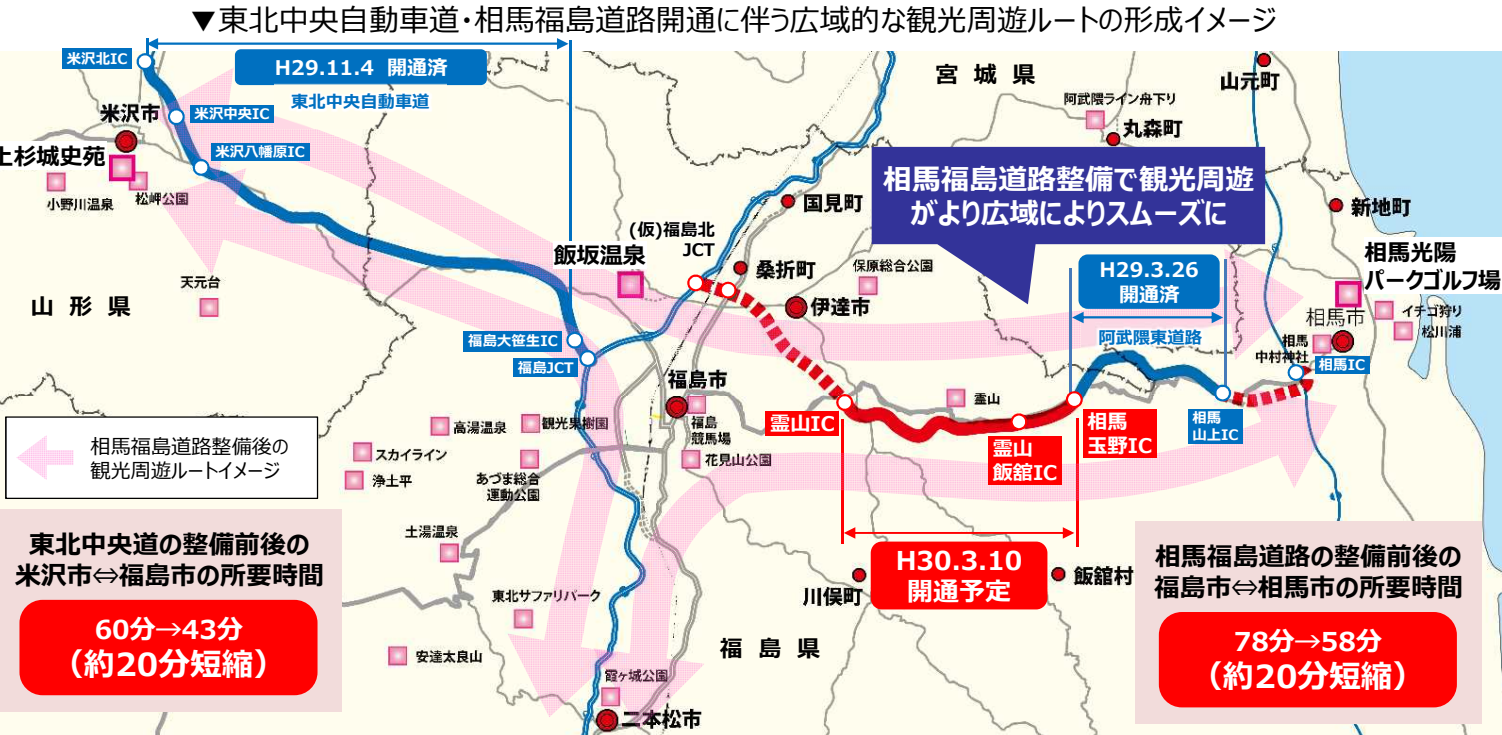 ▼東北中央自動車道・相馬福島道路開通に伴う広域的な観光周遊ルートの形成イメージ
米沢北IC
H29.11.4 開通済
東北中央自動車道
米沢市
米沢中央IC
米沢八幡原IC
上杉城史苑
小野川温泉
松岬公園
天元台
山形県
宮城県
山元町
阿武隈ライン舟下り
丸森町
相馬福島道路整備で観光周遊
がより広域によりスムーズに
国見町
新地町
(仮)福島北
JCT
飯坂温泉
桑折町
保原総合公園
伊達市
H29.3.26
開通済
阿武隈東道路
相馬光陽
パークゴルフ場
イチゴ狩り
松川浦
相馬市
相馬
中村神社
相馬IC
福島大笹生IC
福島JCT
福島市
福島
競馬場
花見山公園
霊山IC
霊山
霊山
飯舘IC
相馬
玉野IC
相馬
山上IC
相馬福島道路整備後の
観光周遊ルートイメージ
高湯温泉
観光果樹園
スカイライン
浄土平
あづま総合
運動公園
土湯温泉
東北サファリパーク
安達太良山
霞ヶ城公園
二本松市
福島県
川俣町
H30.3.10
開通予定
飯舘村
東北中央道の整備前後の
米沢市⇔福島市の所要時間
60分→43分
（約20分短縮）
相馬福島道路の整備前後の
福島市⇔相馬市の所要時間
78分→58分
（約20分短縮）